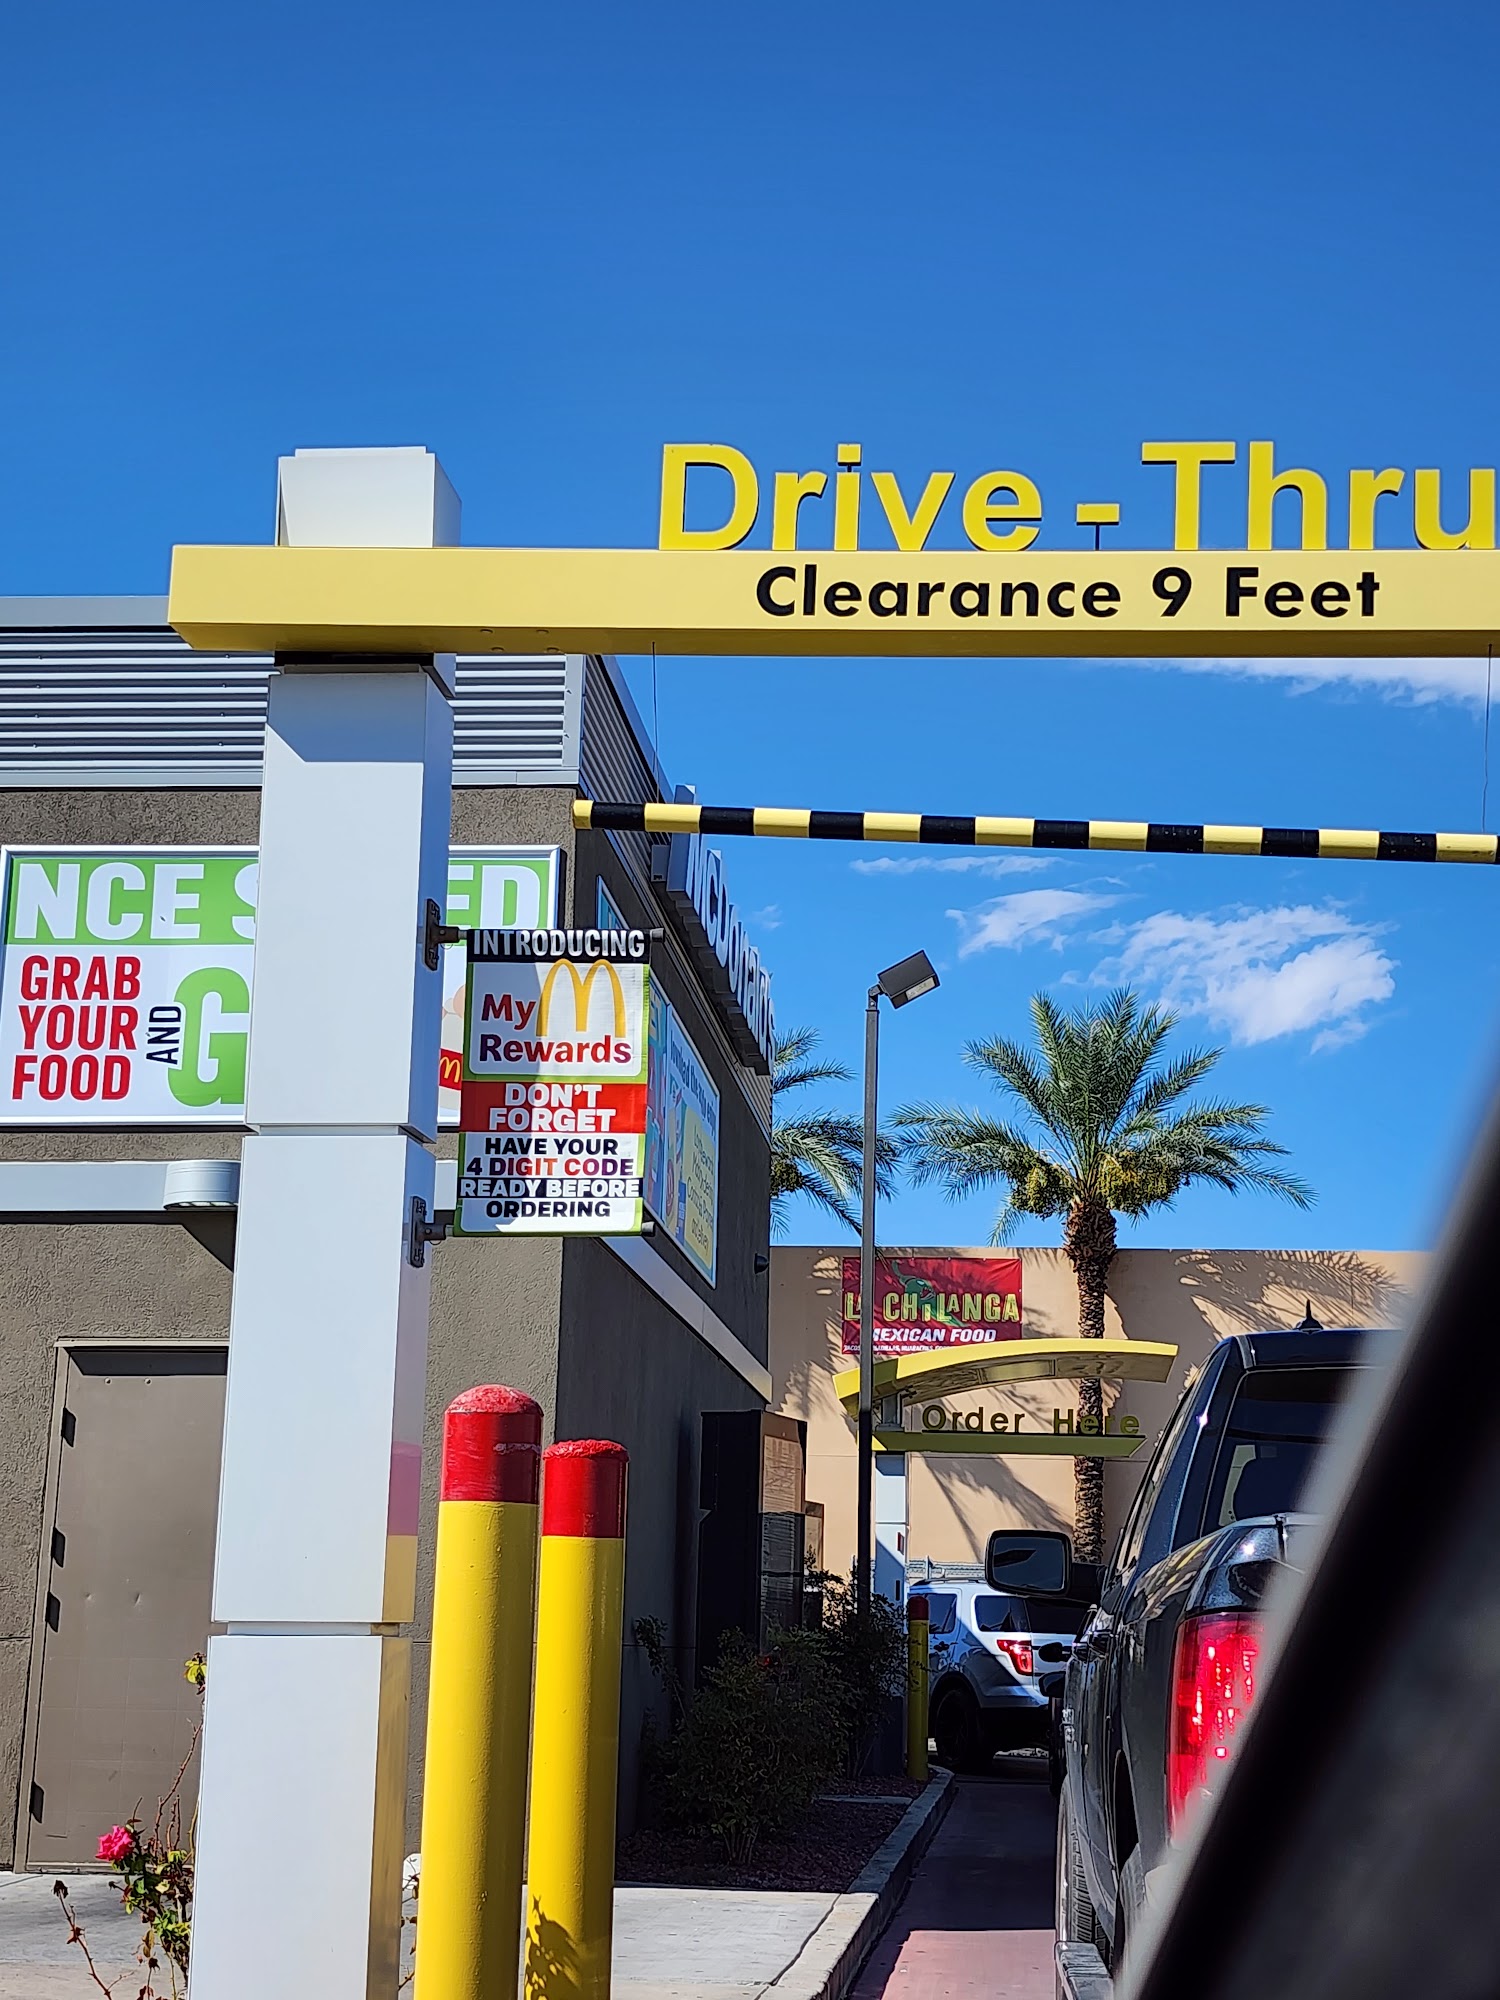 Drive-Thru
Clearance 9 Feet
NCE S ED
GRAB
YOUR
FOOD
AND
G
INTRODUCING
My
Rewards
DON'T
FORGET
HAVE YOUR
4 DIGIT CODE
READY BEFORE
ORDERING
McDonald's
CHILANGA
MEXICAN FOOD
Order Here